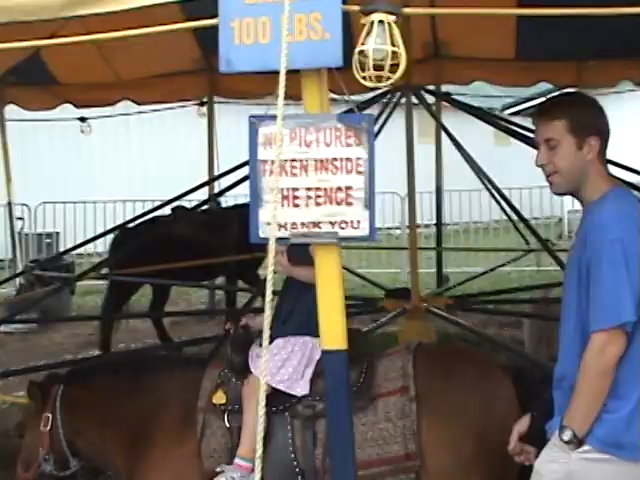 100 LBS.
NO PICTURES
TAKEN INSIDE
THE FENCE
THANK YOU